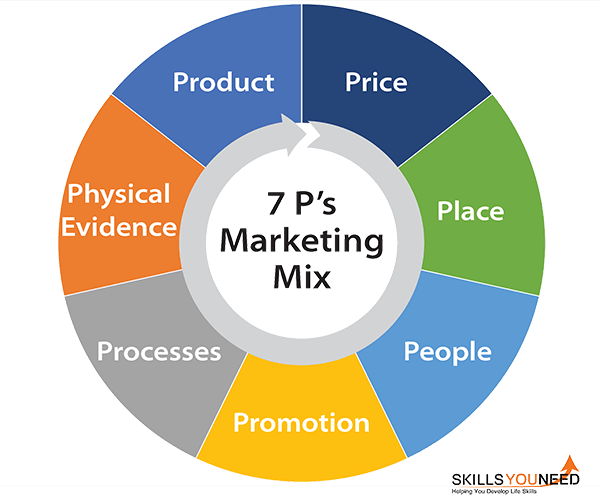 Product
Price
Physical
Evidence
7 P's
Marketing
Mix
Place
Processes
People
Promotion
SKILLSYOUNEED
Helping You Develop Life Skills